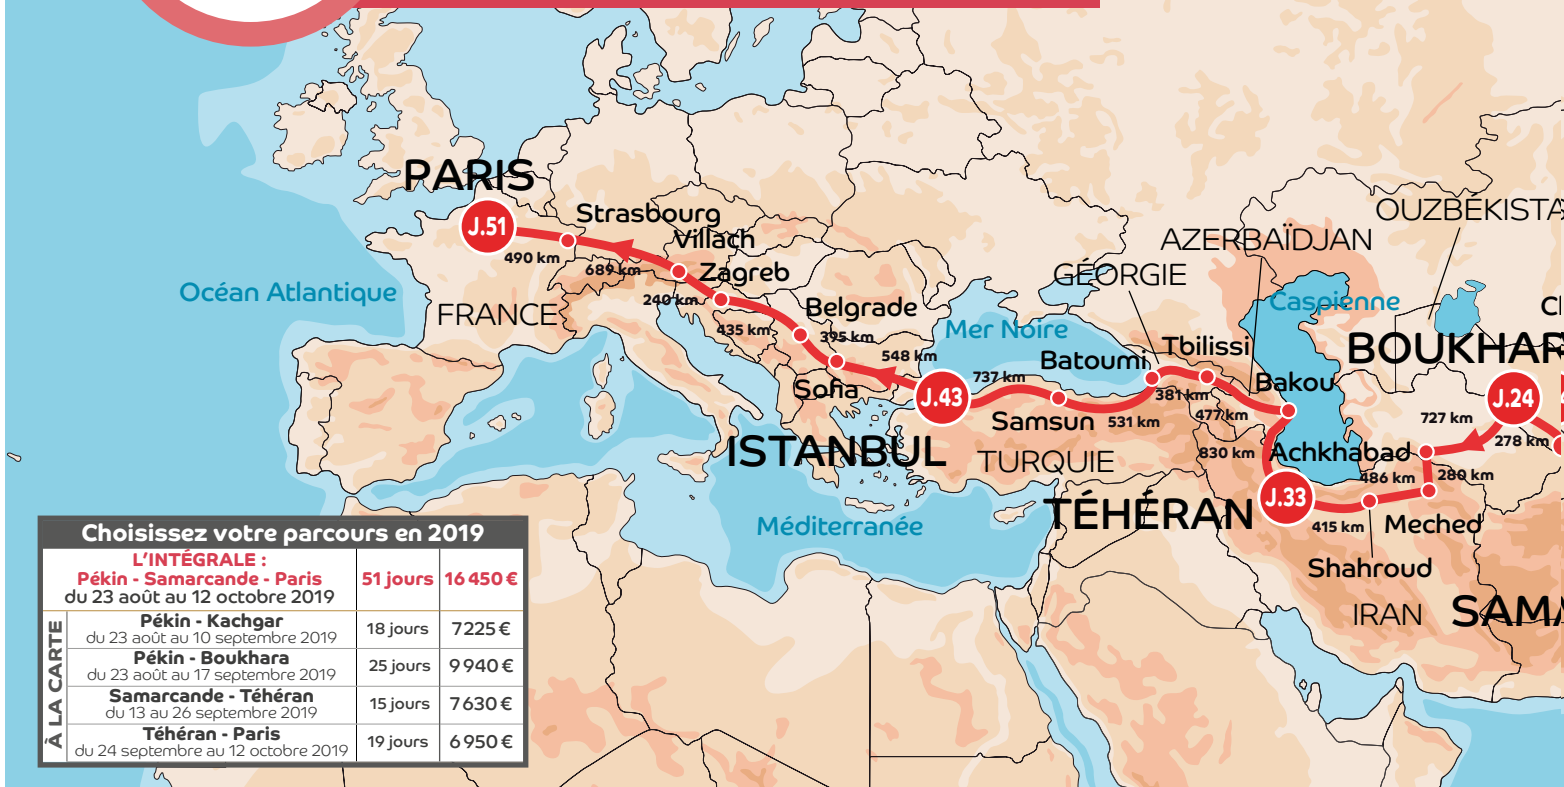 PARIS
J.51
Strasbourg
490 km
Villach
689 km
Zagreb
240 km
FRANCE
Océan Atlantique
435 km
Belgrade
395 km
548 km
Sofia
J.43
ISTANBUL
Mer Noire
737 km
Samsun
531 km
TURQUIE
Batoumi
381 km
Tbilissi
477 km
GÉORGIE
AZERBAÏDJAN
Bakou
Caspienne
830 km
J.33
TÉHÉRAN
415 km
Shahroud
486 km
Meched
280 km
Achkhabad
727 km
J.24
278 km
BOUKHAR
OUZBÉKISTA
IRAN
SAMA
Méditerranée
Choisissez votre parcours en 2019
L'INTÉGRALE :
Pékin - Samarcande - Paris
du 23 août au 12 octobre 2019
51 jours
16 450 €
À LA CARTE
Pékin - Kachgar
du 23 août au 10 septembre 2019
18 jours
7 225 €
Pékin - Boukhara
du 23 août au 17 septembre 2019
25 jours
9 940 €
Samarcande - Téhéran
du 13 au 26 septembre 2019
15 jours
7 630 €
Téhéran - Paris
du 24 septembre au 12 octobre 2019
19 jours
6 950 €